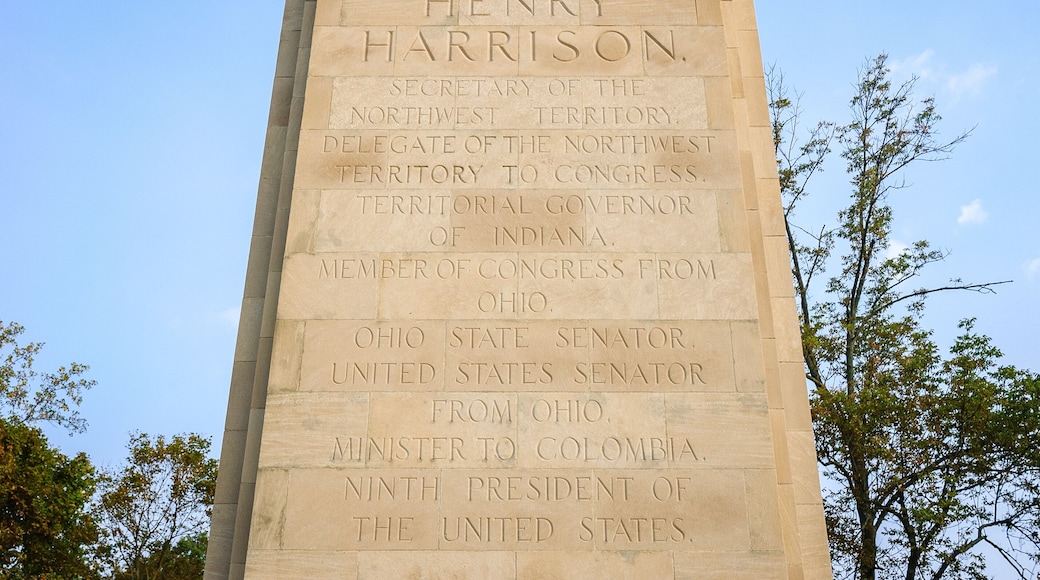 HENRY
HARRISON.
SECRETARY OF THE
NORTHWEST TERRITORY.
DELEGATE OF THE NORTHWEST
TERRITORY TO CONGRESS.
TERRITORIAL GOVERNOR
OF INDIANA.
MEMBER OF CONGRESS FROM
OHIO.
OHIO STATE SENATOR.
UNITED STATES SENATOR
FROM OHIO.
MINISTER TO COLOMBIA.
NINTH PRESIDENT OF
THE UNITED STATES.